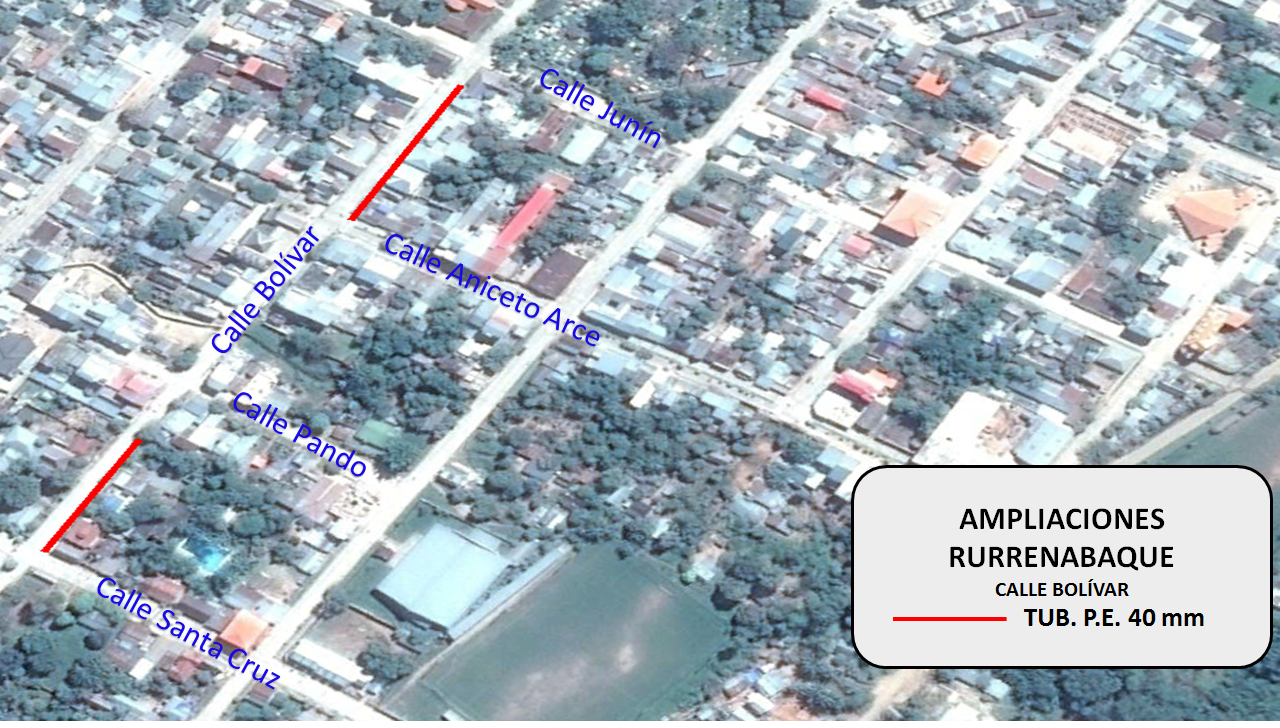 Calle Junín
Calle Bolívar
Calle Aniceto Arce
Calle Pando
Calle Santa Cruz
AMPLIACIONES
RURRENABAQUE
CALLE BOLÍVAR
TUB. P.E. 40 mm